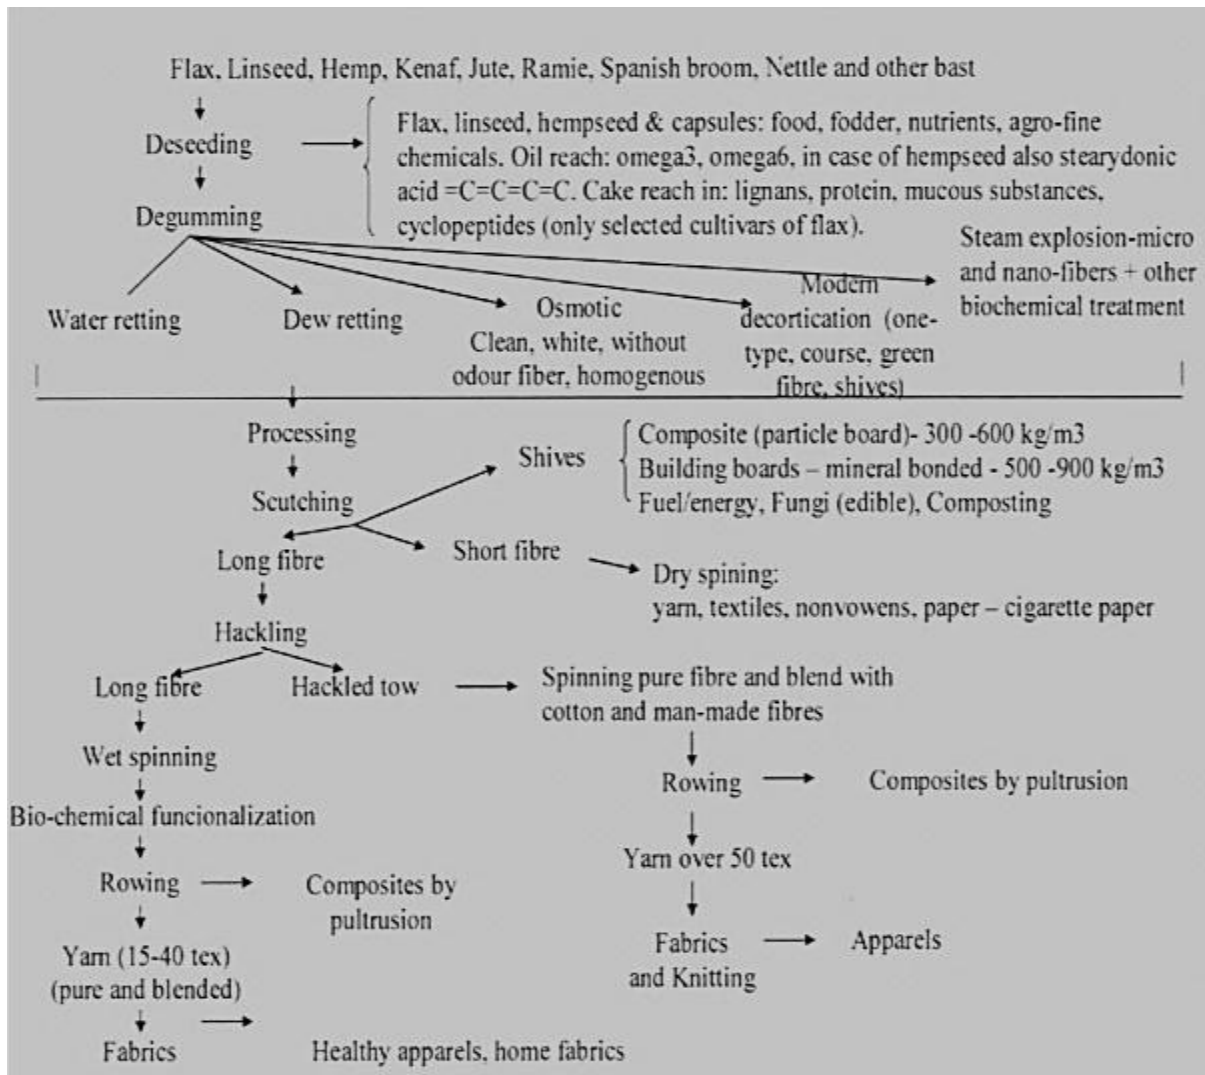 Flax, Linseed, Hemp, Kenaf, Jute, Ramie, Spanish broom, Nettle and other bast
Deseeding
Flax, linseed, hempseed & capsules: food, fodder, nutrients, agro-fine
chemicals. Oil reach: omega3, omega6, in case of hempseed also stearydonic
acid =C=C=C=C. Cake reach in: lignans, protein, mucous substances,
cyclopeptides (only selected cultivars of flax).
Degumming
Water retting
Dew retting
Osmotic
Clean, white, without
odour fiber, homogenous
Modern
decortication (one-
type, course, green
fibre, shives)
Steam explosion-micro
and nano-fibers + other
biochemical treatment
Processing
Scutching
Shives
Composite (particle board)- 300 -600 kg/m3
Building boards – mineral bonded - 500 -900 kg/m3
Fuel/energy, Fungi (edible), Composting
Long fibre
Short fibre
Dry spining:
yarn, textiles, nonvowens, paper – cigarette paper
Hackling
Long fibre
Hackled tow
Spinning pure fibre and blend with
cotton and man-made fibres
Wet spinning
Bio-chemical funcionalization
Rowing
Composites by
pultrusion
Yarn (15-40 tex)
(pure and blended)
Fabrics
Healthy apparels, home fabrics
Rowing
Composites by pultrusion
Yarn over 50 tex
Fabrics
and Knitting
Apparels